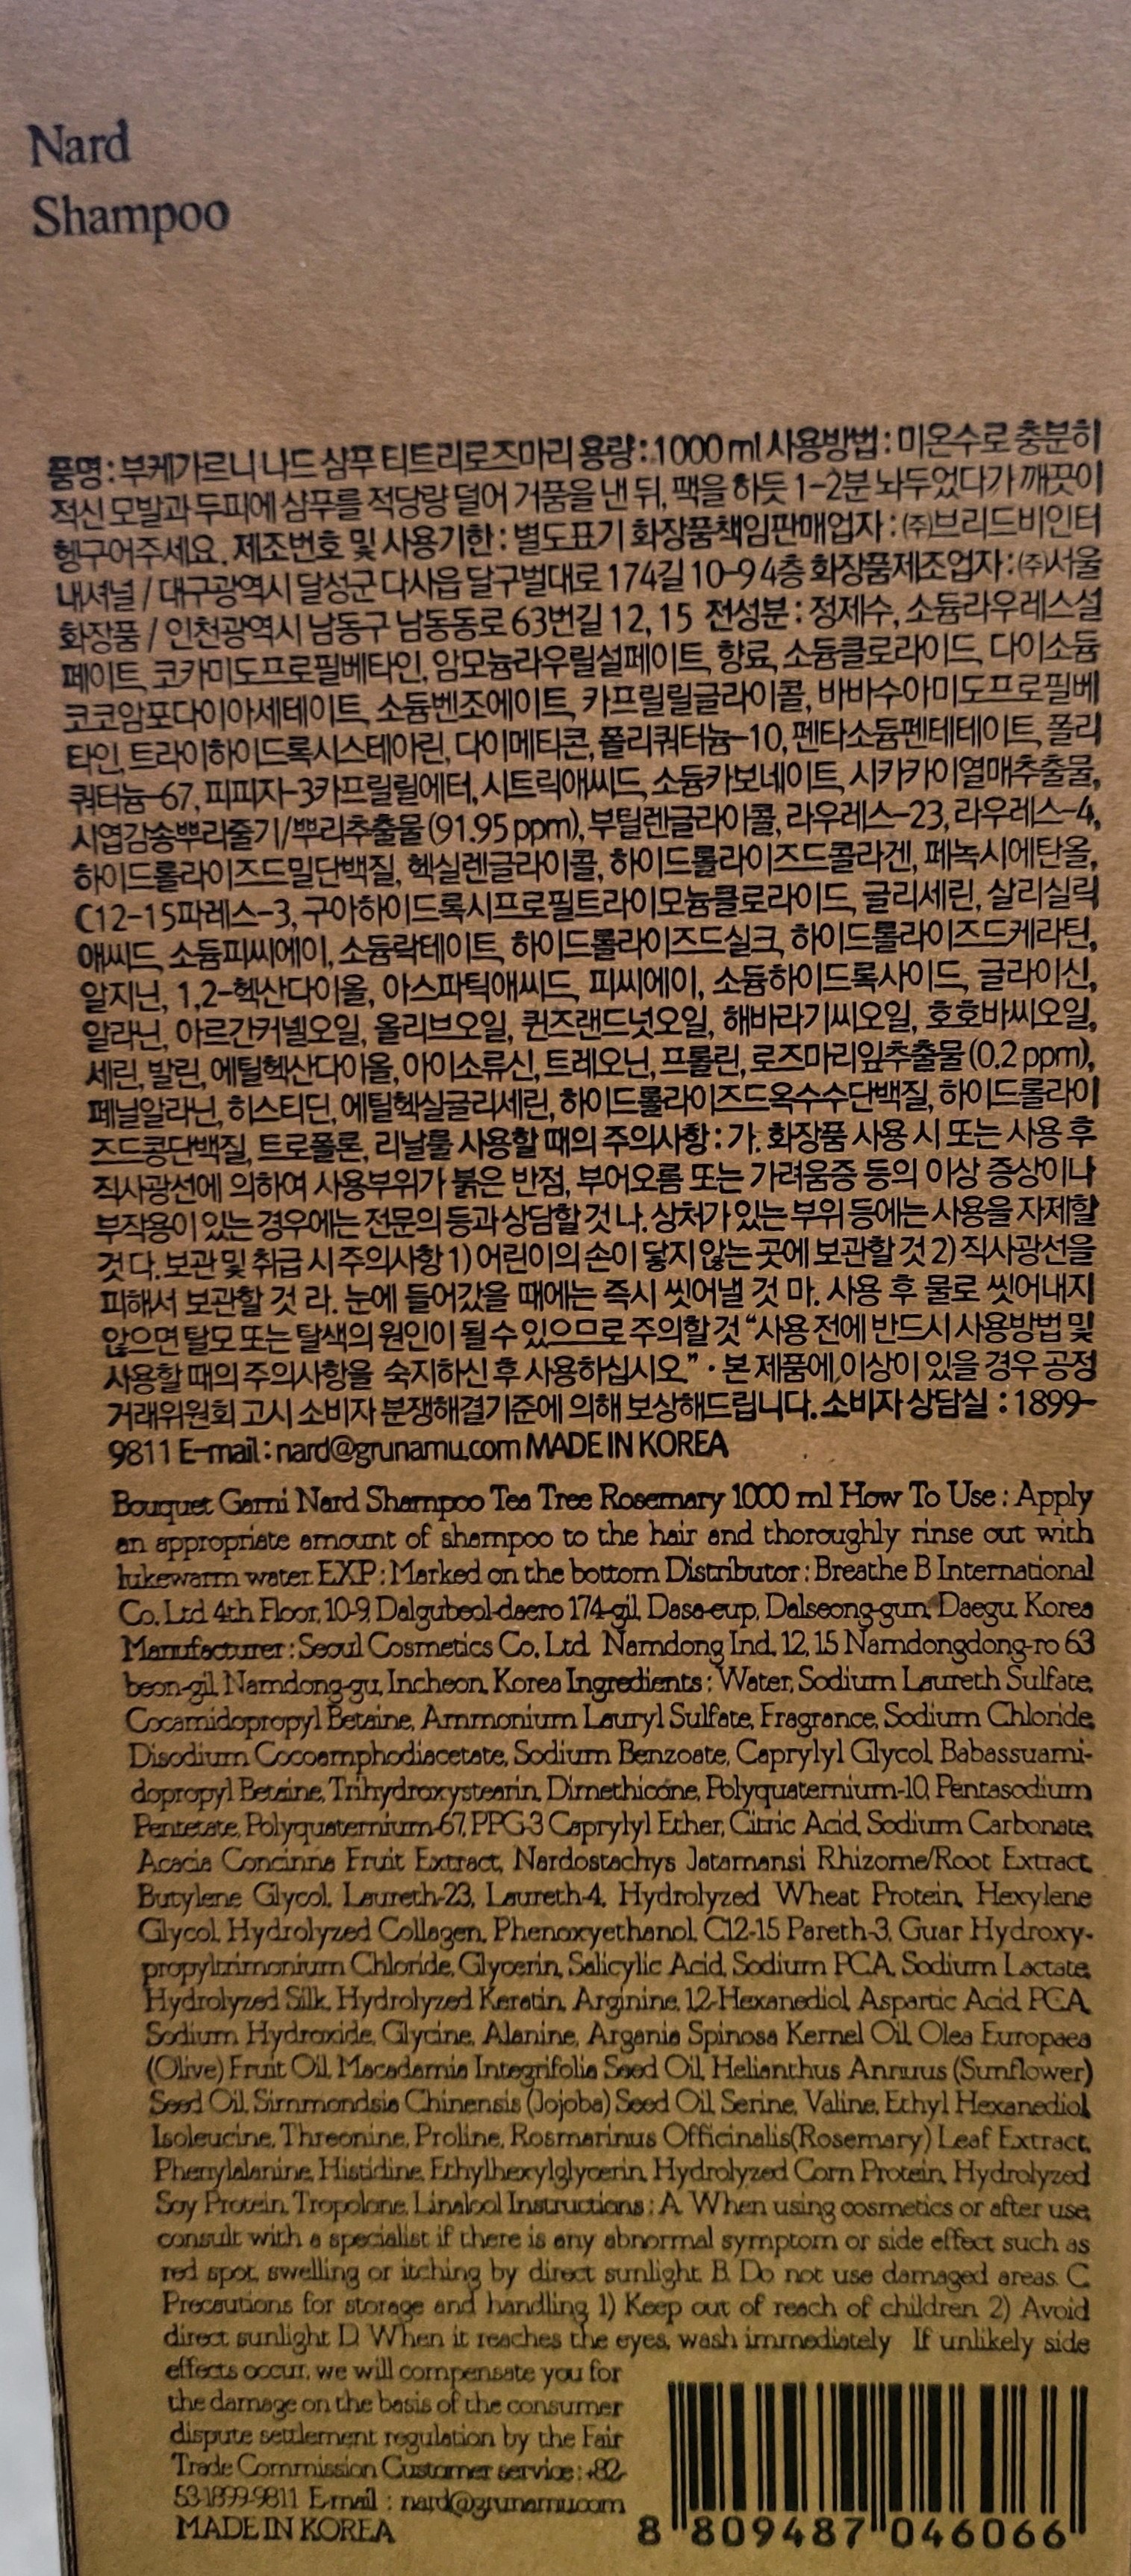 Nard
Shampoo
품명 : 부케가르니 나드 샴푸 티트리로즈마리 용량 : 1000 ml 사용방법 : 미온수로 충분히
적신 모발과 두피에 샴푸를 적당량 덜어 거품을 낸 뒤, 팩을 하듯 1-2분 놔두었다가 깨끗이
헹구어주세요. 제조번호 및 사용기한 : 별도표기 화장품책임판매업자 : ㈜브리드비인터
내셔널 / 대구광역시 달성군 다사읍 달구벌대로 174길 10-9 4층 화장품제조업자 : ㈜서울
화장품 / 인천광역시 남동구 남동동로 63번길 12, 15 전성분 : 정제수, 소듐라우레스설
페이트, 코카미도프로필베타인, 암모늄라우릴설페이트, 향료, 소듐클로라이드, 다이소듐
코코암포다이아세테이트, 소듐벤조에이트, 카프릴릴글라이콜, 바바수아미도프로필베
타인, 트라이하이드록시스테아린, 다이메티콘, 폴리쿼터늄-10, 펜타소듐펜테테이트, 폴리
쿼터늄-67, 피피자-3카프릴릴에터, 시트릭애씨드, 소듐카보네이트, 시카카이열매추출물,
시엽감송뿌리줄기/뿌리추출물 (91.95 ppm), 부틸렌글라이콜, 라우레스-23, 라우레스-4,
하이드롤라이즈드밀단백질, 헥실렌글라이콜, 하이드롤라이즈드콜라겐, 페녹시에탄올,
C12-15파레스-3, 구아하이드록시프로필트라이모늄클로라이드, 글리세린, 살리실릭
애씨드, 소듐피씨에이, 소듐락테이트, 하이드롤라이즈드실크, 하이드롤라이즈드케라틴,
알지닌, 1,2-헥산다이올, 아스파틱애씨드, 피씨에이, 소듐하이드록사이드, 글라이신,
알라닌, 아르간커넬오일, 올리브오일, 퀸즈랜드넛오일, 해바라기씨오일, 호호바씨오일,
세린, 발린, 에틸헥산다이올, 아이소류신, 트레오닌, 프롤린, 로즈마리잎추출물 (0.2 ppm),
페닐알라닌, 히스티딘, 에틸헥실글리세린, 하이드롤라이즈드옥수수단백질, 하이드롤라이
즈드콩단백질, 트로폴론, 리날룰 사용할 때의 주의사항 : 가. 화장품 사용 시 또는 사용 후
직사광선에 의하여 사용부위가 붉은 반점, 부어오름 또는 가려움증 등의 이상 증상이나
부작용이 있는 경우에는 전문의 등과 상담할 것 나. 상처가 있는 부위 등에는 사용을 자제할
것 다. 보관 및 취급 시 주의사항 1) 어린이의 손이 닿지 않는 곳에 보관할 것 2) 직사광선을
피해서 보관할 것 라. 눈에 들어갔을 때에는 즉시 씻어낼 것 마. 사용 후 물로 씻어내지
않으면 탈모 또는 탈색의 원인이 될 수 있으므로 주의할 것 “사용 전에 반드시 사용방법 및
사용할 때의 주의사항을 숙지하신 후 사용하십시오.” · 본 제품에 이상이 있을 경우 공정
거래위원회 고시 소비자 분쟁해결기준에 의해 보상해드립니다. 소비자 상담실 : 1899-
9811 E-mail : nard@grunamu.com MADE IN KOREA
Bouquet Garni Nard Shampoo Tea Tree Rosemary 1000 ml How To Use : Apply
an appropriate amount of shampoo to the hair and thoroughly rinse out with
lukewarm water. EXP : Marked on the bottom Distributor : Breathe B International
Co., Ltd. 4th Floor, 10-9, Dalgubeol-daero 174-gil, Dasa-eup, Dalseong-gun, Daegu, Korea
Manufacturer : Seoul Cosmetics Co., Ltd. Namdong Ind., 12, 15 Namdongdong-ro 63
beon-gil, Namdong-gu, Incheon, Korea Ingredients : Water, Sodium Laureth Sulfate,
Cocamidopropyl Betaine, Ammonium Lauryl Sulfate, Fragrance, Sodium Chloride,
Disodium Cocoamphodiacetate, Sodium Benzoate, Caprylyl Glycol, Babassuami-
dopropyl Betaine, Trihydroxystearin, Dimethicone, Polyquaternium-10, Pentasodium
Pentetate, Polyquaternium-67, PPG-3 Caprylyl Ether, Citric Acid, Sodium Carbonate,
Acacia Concinna Fruit Extract, Nardostachys Jatamansi Rhizome/Root Extract,
Butylene Glycol, Laureth-23, Laureth-4, Hydrolyzed Wheat Protein, Hexylene
Glycol, Hydrolyzed Collagen, Phenoxyethanol, C12-15 Pareth-3, Guar Hydroxy-
propyltrimonium Chloride, Glycerin, Salicylic Acid, Sodium PCA, Sodium Lactate,
Hydrolyzed Silk, Hydrolyzed Keratin, Arginine, 1,2-Hexanediol, Aspartic Acid, PCA,
Sodium Hydroxide, Glycine, Alanine, Argania Spinosa Kernel Oil, Olea Europaea
(Olive) Fruit Oil, Macadamia Integrifolia Seed Oil, Helianthus Annuus (Sunflower)
Seed Oil, Simmondsia Chinensis (Jojoba) Seed Oil, Serine, Valine, Ethyl Hexanediol,
Isoleucine, Threonine, Proline, Rosmarinus Officinalis(Rosemary) Leaf Extract,
Phenylalanine, Histidine, Ethylhexylglycerin, Hydrolyzed Corn Protein, Hydrolyzed
Soy Protein, Tropolone, Linalool Instructions : A. When using cosmetics or after use,
consult with a specialist if there is any abnormal symptom or side effect such as
red spot, swelling or itching by direct sunlight. B. Do not use damaged areas. C.
Precautions for storage and handling 1) Keep out of reach of children 2) Avoid
direct sunlight D. When it reaches the eyes, wash immediately If unlikely side
effects occur, we will compensate you for
the damage on the basis of the consumer
dispute settlement regulation by the Fair
Trade Commission Customer service : +82-
53-1899-9811 E-mail : nard@grunamu.com
MADE IN KOREA
8 809487 046066